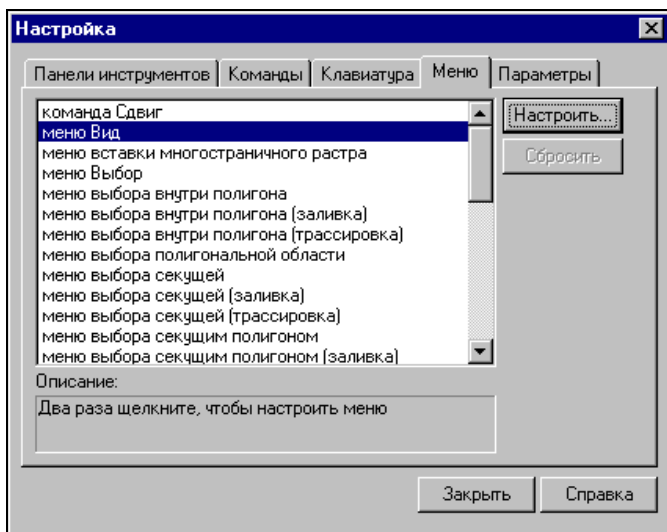 Настройка
Панели инструментов Команды Клавиатура Меню Параметры
команда Сдвиг
меню Вид
меню вставки многостраничного растра
меню Выбор
меню выбора внутри полигона
меню выбора внутри полигона (заливка)
меню выбора внутри полигона (трассировка)
меню выбора полигональной области
меню выбора секущей
меню выбора секущей (заливка)
меню выбора секущей (трассировка)
меню выбора секущим полигоном
меню выбора секущим полигоном (заливка)
Настроить...
Сбросить
Описание:
Два раза щелкните, чтобы настроить меню
Закрыть Справка